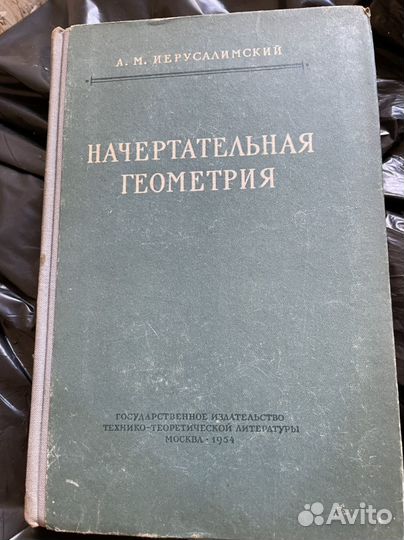 А. М. ИЕРУСАЛИМСКИЙ
НАЧЕРТАТЕЛЬНАЯ
ГЕОМЕТРИЯ
ГОСУДАРСТВЕННОЕ ИЗДАТЕЛЬСТВО
ТЕХНИКО-ТЕОРЕТИЧЕСКОЙ ЛИТЕРАТУРЫ
МОСКВА · 1954
Avito